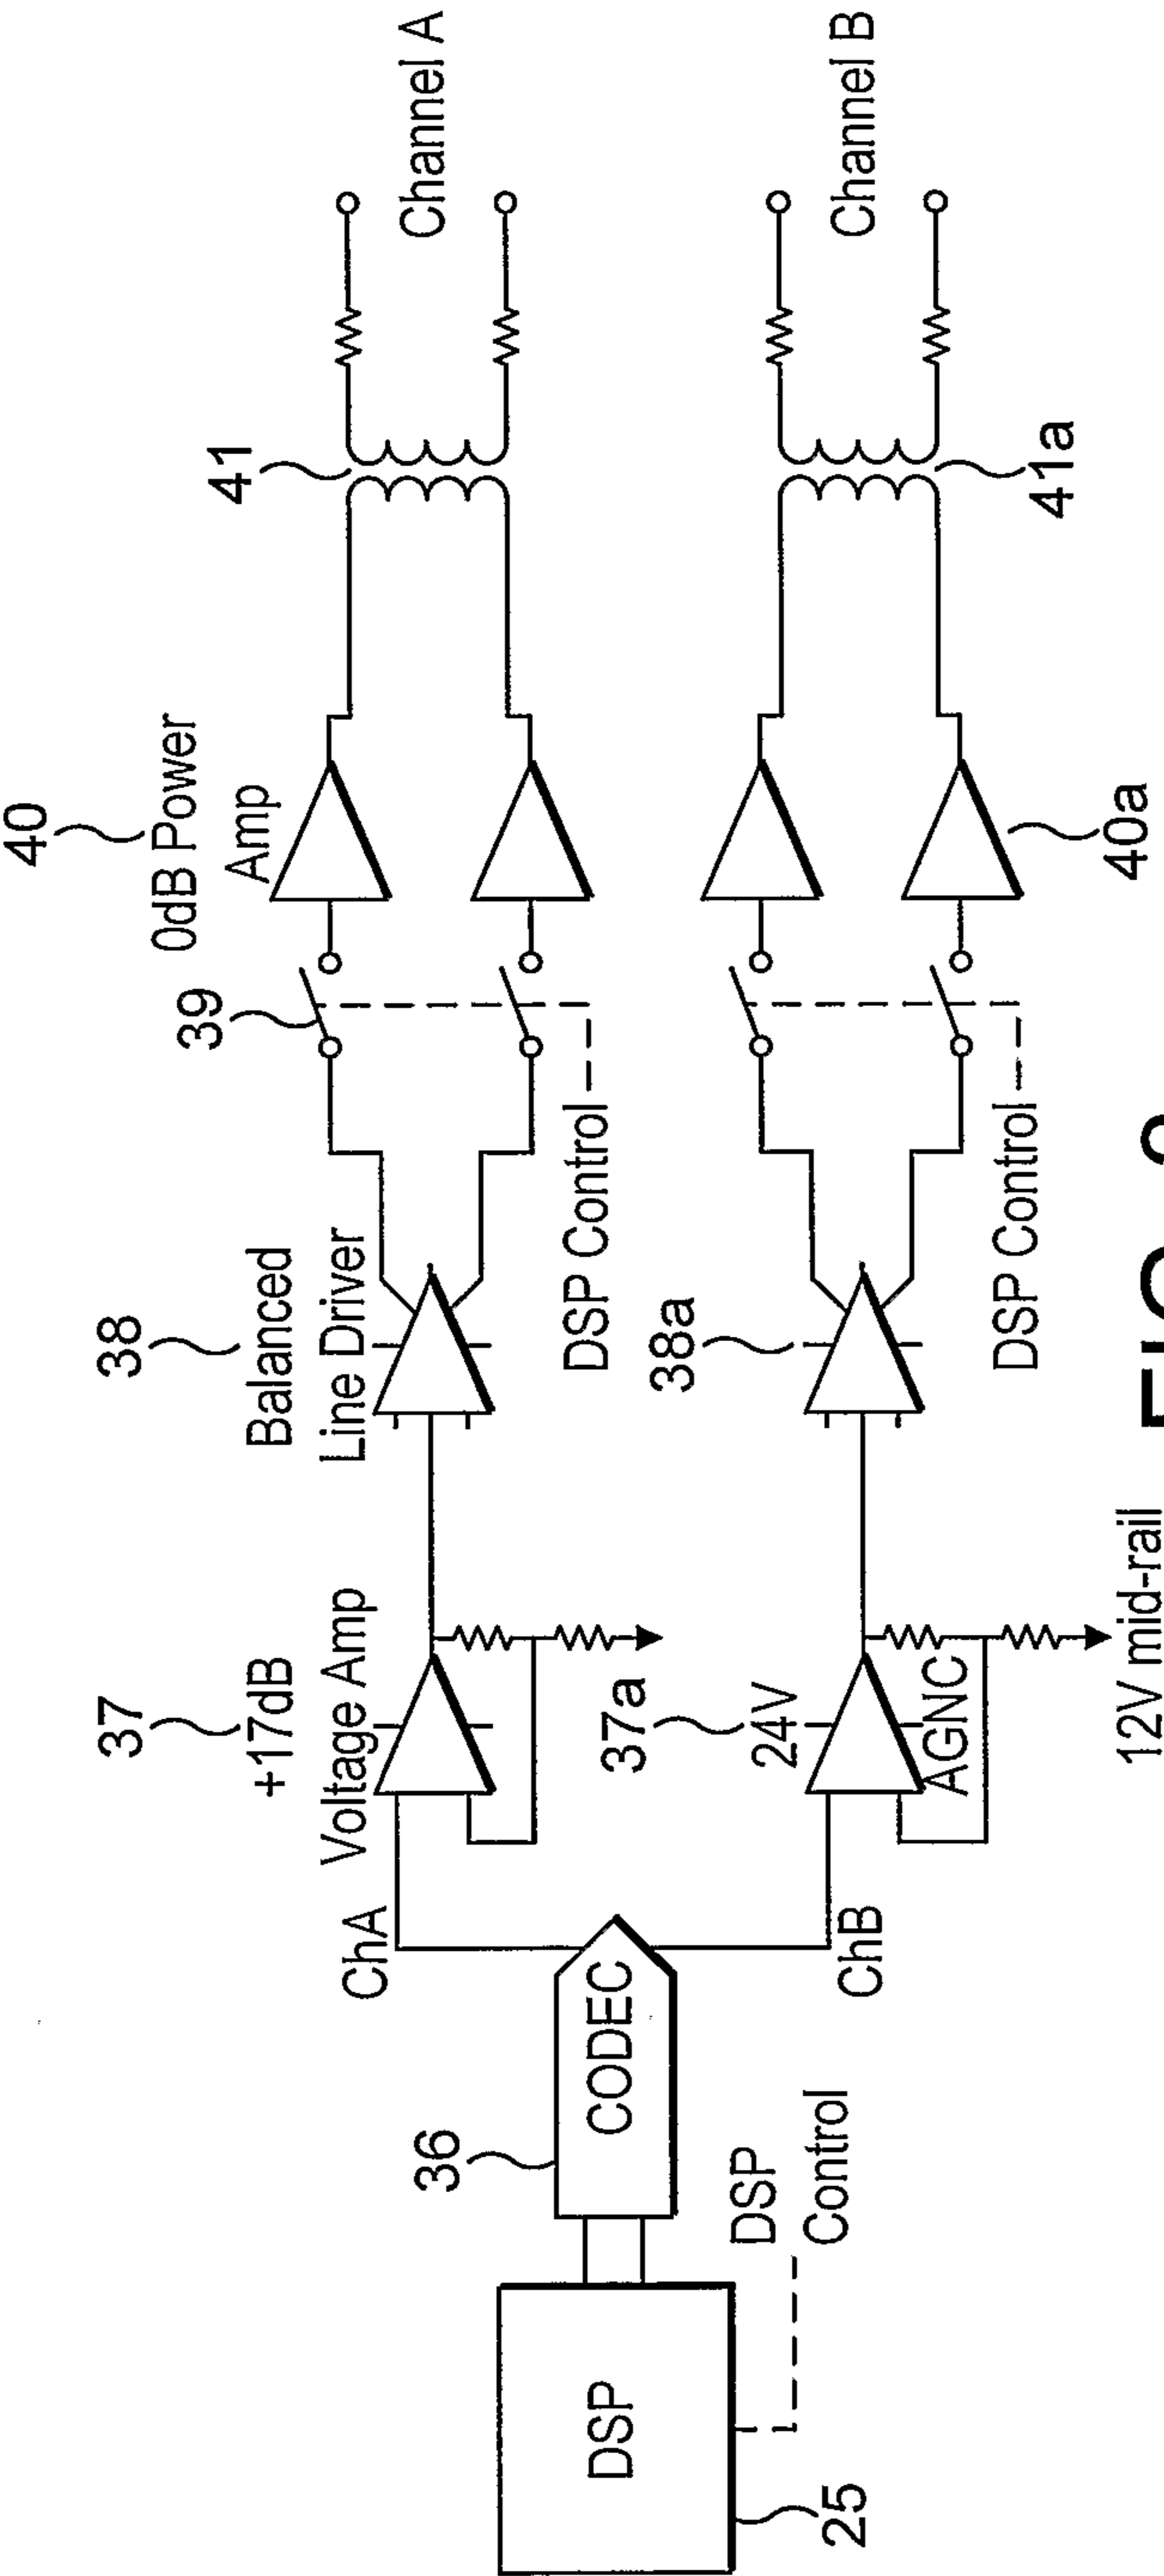 40
0dB Power
Amp
41
Channel A
39
38
Balanced
Line Driver
37
+17dB
Voltage Amp
ChA
DSP Control
36
CODEC
DSP
25
DSP
Control
37a
24V
AGNC
ChB
12V mid-rail
38a
DSP Control
40a
41a
Channel B